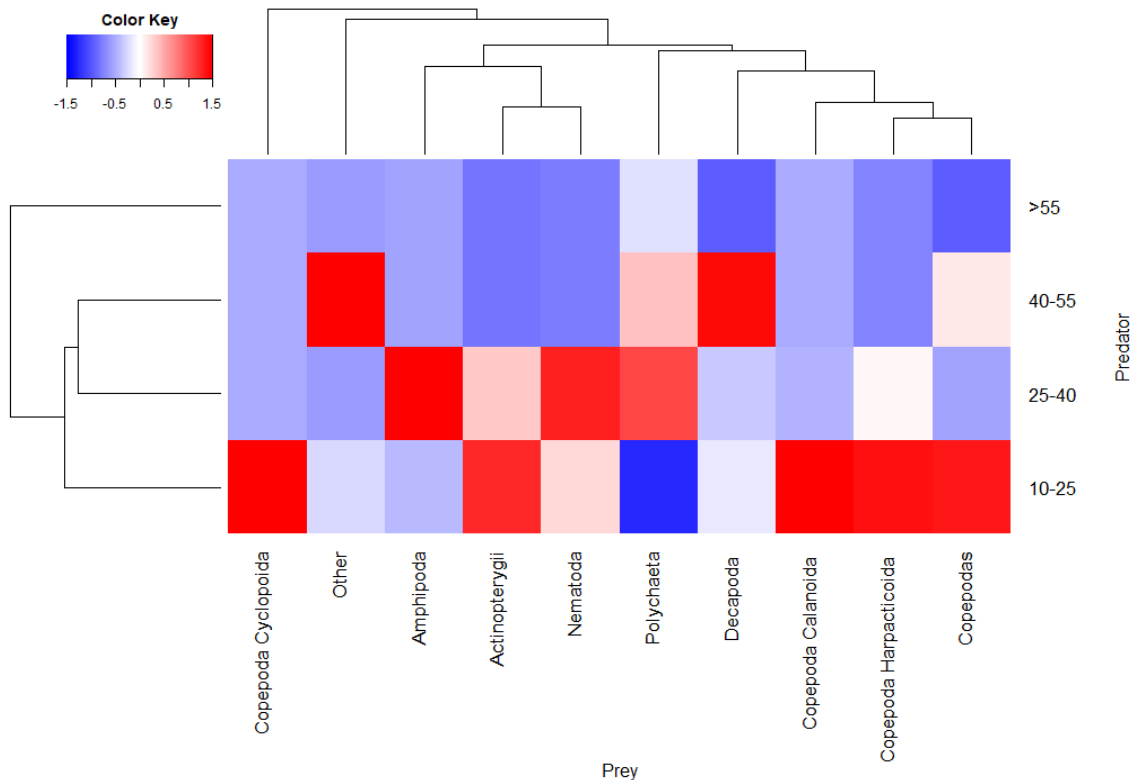 Color Key
-1.5 -0.5 0.5 1.5
>55
40-55
25-40
10-25
Predator
Copepoda Cyclopoida
Other
Amphipoda
Actinopterygii
Nematoda
Polychaeta
Decapoda
Copepoda Calanoida
Copepoda Harpacticoida
Copepodas
Prey